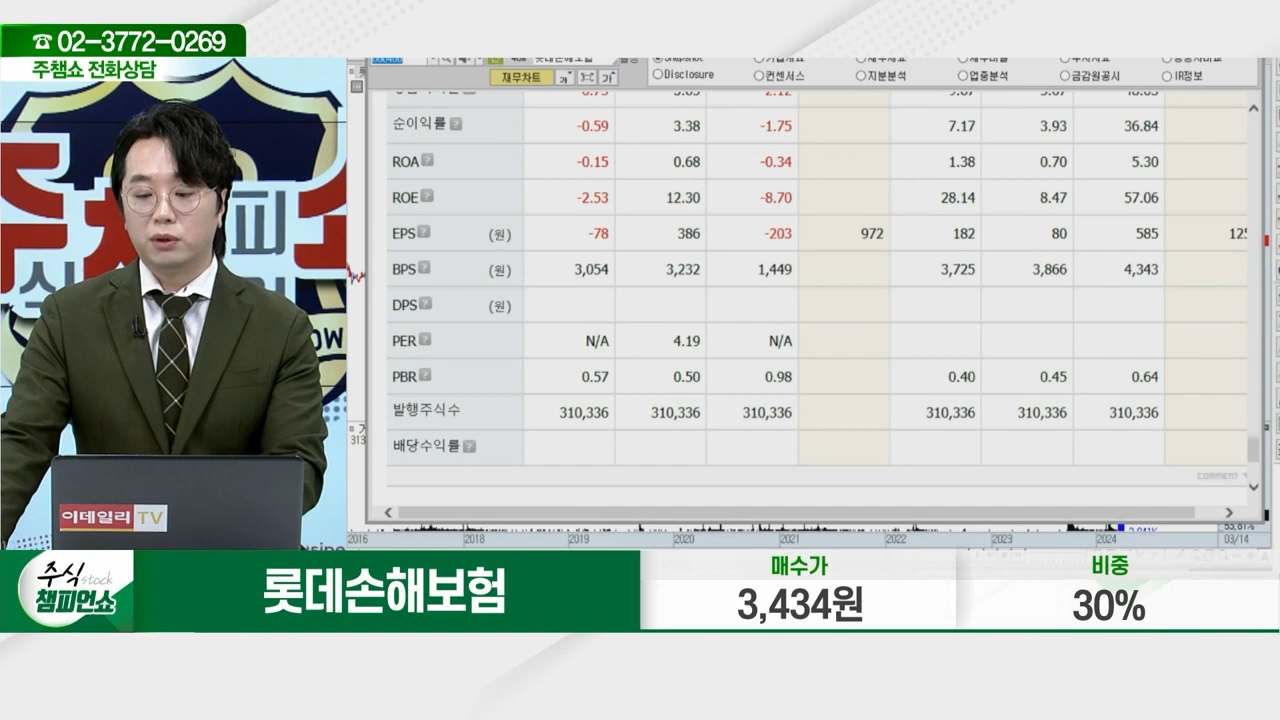 ☎ 02-3772-0269
주챔쇼 전화상담
재무차트
Disclosure 컨센서스 지분분석 업종분석 금감원공시 IR정보
순이익률 -0.59 3.38 -1.75 7.17 3.93 36.84
ROA -0.15 0.68 -0.34 1.38 0.70 5.30
ROE -2.53 12.30 -8.70 28.14 8.47 57.06
EPS (원) -78 386 -203 972 182 80 585
BPS (원) 3,054 3,232 1,449 3,725 3,866 4,343
DPS (원)
PER N/A 4.19 N/A
PBR 0.57 0.50 0.98 0.40 0.45 0.64
발행주식수 310,336 310,336 310,336 310,336 310,336 310,336
배당수익률
COMMENT
2016 2018 2019 2020 2021 2022 2023 2024 03/14
이데일리 TV
주식 stock
챔피언쇼
롯데손해보험
매수가
3,434원
비중
30%